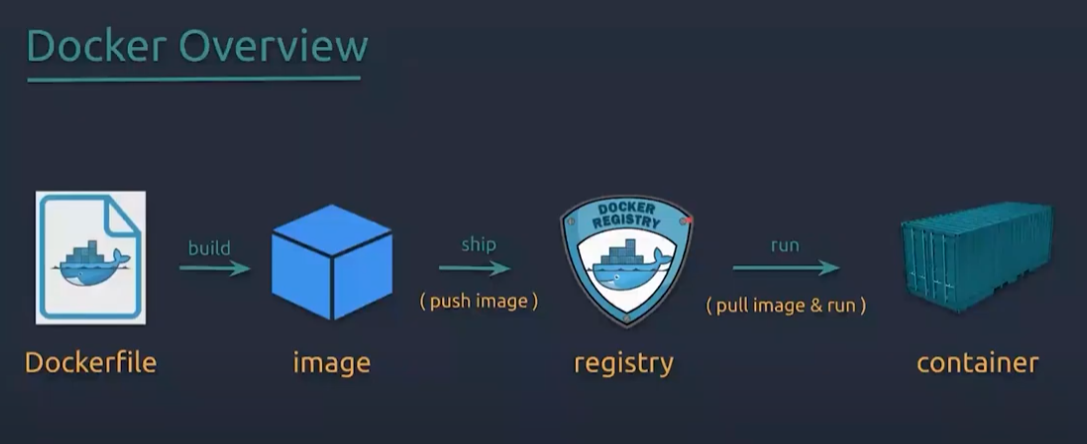 Docker Overview
build
ship
( push image )
DOCKER
REGISTRY
run
( pull image & run )
Dockerfile
image
registry
container